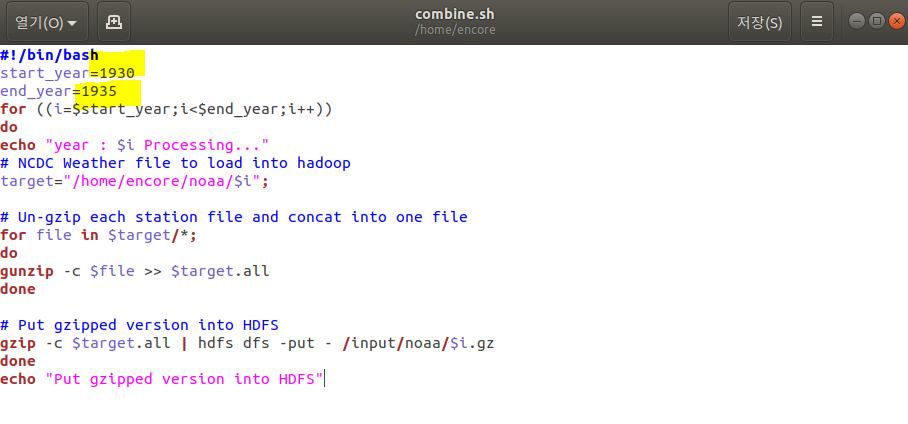 열기(O)
combine.sh
/home/encore
저장(S)
#!/bin/bash
start_year=1930
end_year=1935
for ((i=$start_year;i<$end_year;i++))
do
echo "year : $i Processing..."
# NCDC Weather file to load into hadoop
target="/home/encore/noaa/$i";
# Un-gzip each station file and concat into one file
for file in $target/*;
do
gunzip -c $file >> $target.all
done
# Put gzipped version into HDFS
gzip -c $target.all | hdfs dfs -put - /input/noaa/$i.gz
done
echo "Put gzipped version into HDFS"